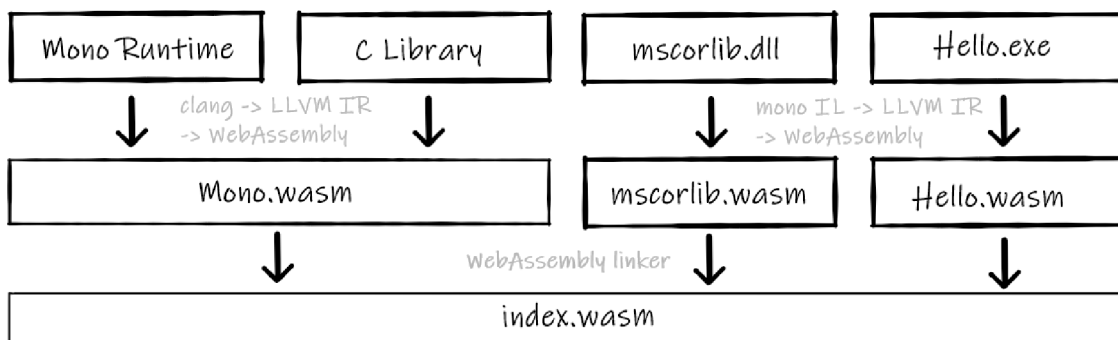 Mono Runtime
C Library
mscorlib.dll
Hello.exe
clang -> LLVM IR
-> WebAssembly
mono IL -> LLVM IR
-> WebAssembly
Mono.wasm
mscorlib.wasm
Hello.wasm
WebAssembly linker
index.wasm